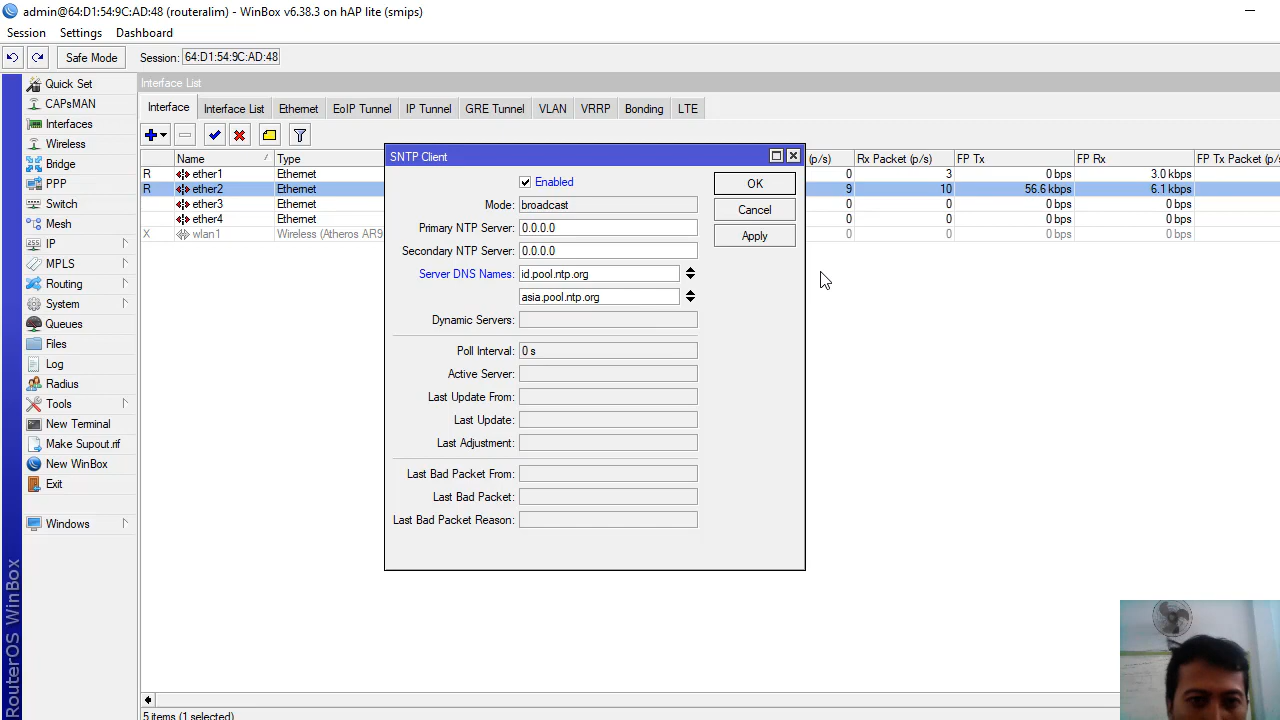 admin@64:D1:54:9C:AD:48 (routeralim) - WinBox v6.38.3 on hAP lite (smips)
Session Settings Dashboard
Safe Mode Session: 64:D1:54:9C:AD:48
Quick Set
CAPsMAN
Interfaces
Wireless
Bridge
PPP
Switch
Mesh
IP
MPLS
Routing
System
Queues
Files
Log
Radius
Tools
New Terminal
Make Supout.rif
New WinBox
Exit
Windows
RouterOS WinBox
Interface List
Interface Interface List Ethernet EoIP Tunnel IP Tunnel GRE Tunnel VLAN VRRP Bonding LTE
Name Type (p/s) Rx Packet (p/s) FP Tx FP Rx FP Tx Packet (p/s)
R ether1 Ethernet 0 3 0 bps 3.0 kbps
R ether2 Ethernet 9 10 56.6 kbps 6.1 kbps
ether3 Ethernet 0 0 0 bps 0 bps
ether4 Ethernet 0 0 0 bps 0 bps
X wlan1 Wireless (Atheros AR9 0 0 0 bps 0 bps
SNTP Client
Enabled
Mode: broadcast
Primary NTP Server: 0.0.0.0
Secondary NTP Server: 0.0.0.0
Server DNS Names: id.pool.ntp.org
asia.pool.ntp.org
Dynamic Servers:
Poll Interval: 0 s
Active Server:
Last Update From:
Last Update:
Last Adjustment:
Last Bad Packet From:
Last Bad Packet:
Last Bad Packet Reason:
OK
Cancel
Apply
5 items (1 selected)